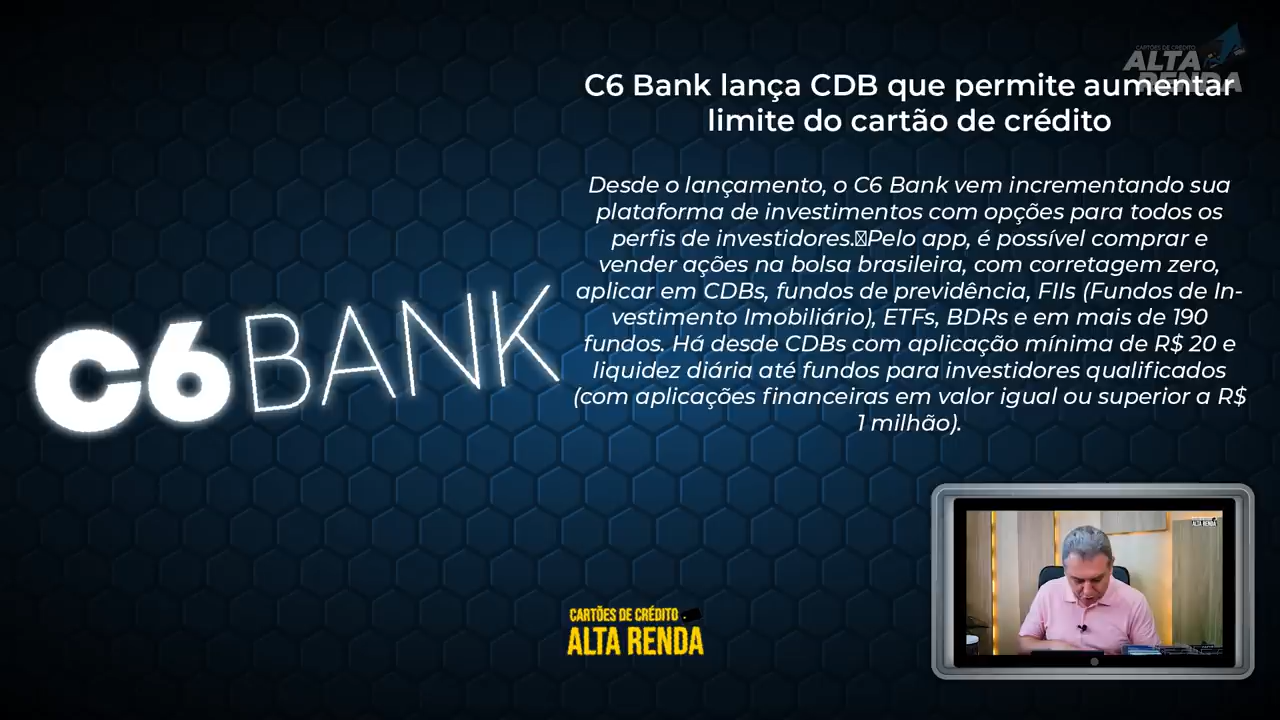 CARTÕES DE CRÉDITO
ALTA
RENDA
C6 Bank lança CDB que permite aumentar
limite do cartão de crédito
Desde o lançamento, o C6 Bank vem incrementando sua
plataforma de investimentos com opções para todos os
perfis de investidores.Pelo app, é possível comprar e
vender ações na bolsa brasileira, com corretagem zero,
aplicar em CDBs, fundos de previdência, FIIs (Fundos de In-
vestimento Imobiliário), ETFs, BDRs e em mais de 190
fundos. Há desde CDBs com aplicação mínima de R$ 20 e
liquidez diária até fundos para investidores qualificados
(com aplicações financeiras em valor igual ou superior a R$
1 milhão).
C6 BANK
CARTÕES DE CRÉDITO
ALTA RENDA
ALTA RENDA